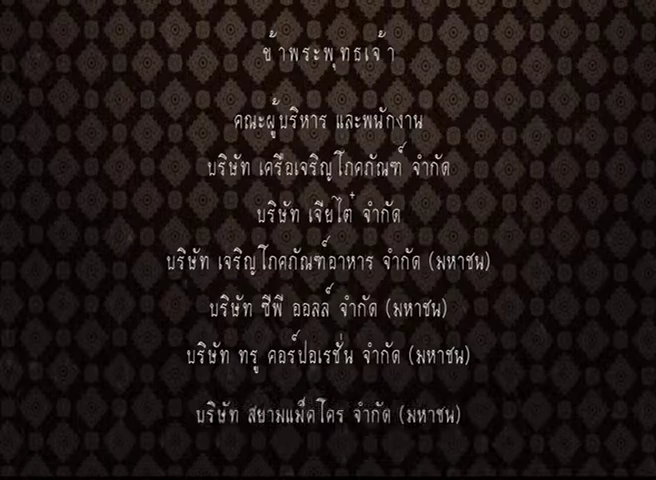 ข้าพระพุทธเจ้า
คณะผู้บริหาร และพนักงาน
บริษัท เครือเจริญโภคภัณฑ์ จำกัด
บริษัท เจียไต๋ จำกัด
บริษัท เจริญโภคภัณฑ์อาหาร จำกัด (มหาชน)
บริษัท ซีพี ออลล์ จำกัด (มหาชน)
บริษัท ทรู คอร์ปอเรชั่น จำกัด (มหาชน)
บริษัท สยามแม็คโคร จำกัด (มหาชน)